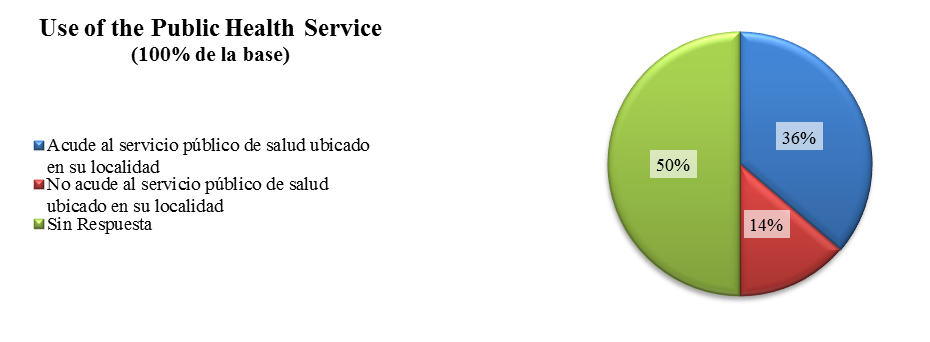 Use of the Public Health Service
(100% de la base)
Acude al servicio público de salud ubicado
en su localidad
No acude al servicio público de salud
ubicado en su localidad
Sin Respuesta
36%
50%
14%